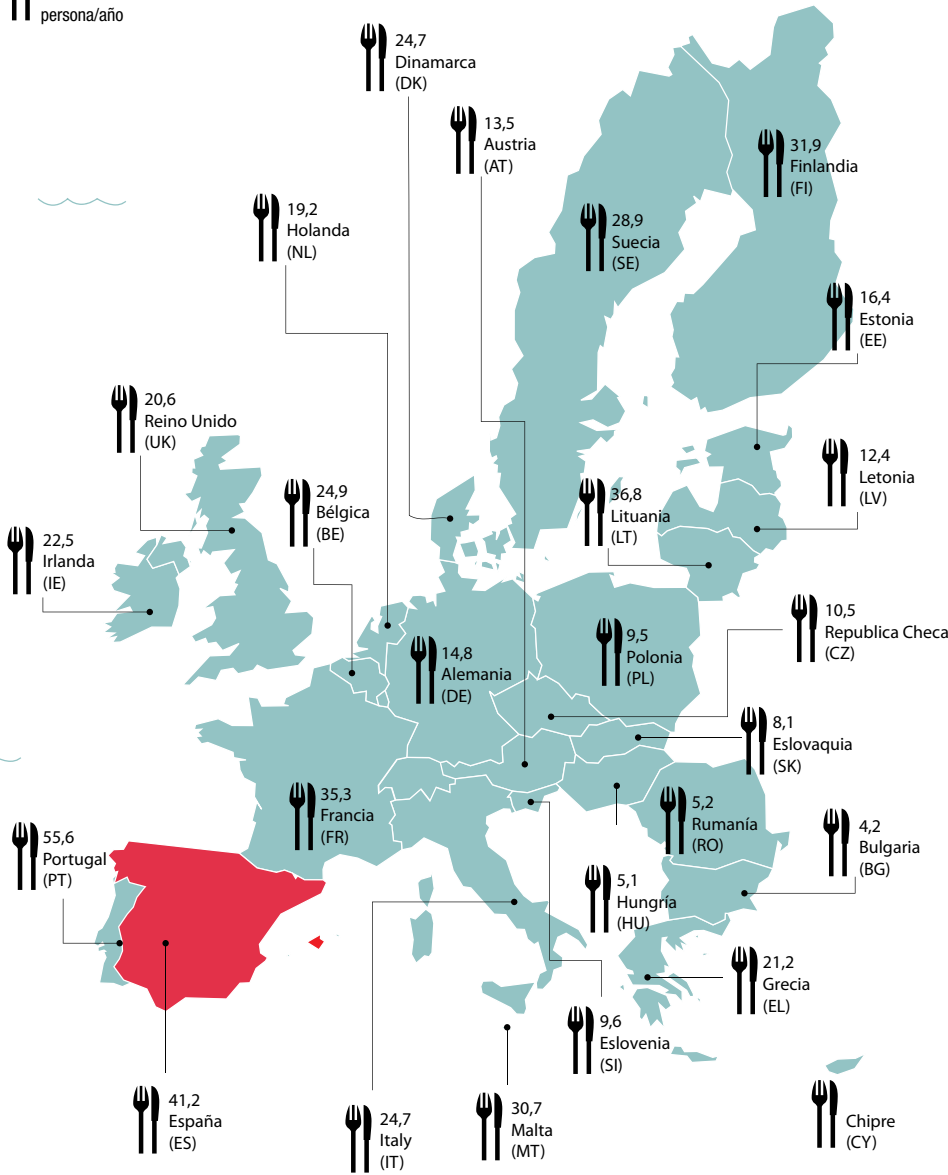 persona/año
24,7
Dinamarca
(DK)
13,5
Austria
(AT)
31,9
Finlandia
(FI)
19,2
Holanda
(NL)
28,9
Suecia
(SE)
16,4
Estonia
(EE)
20,6
Reino Unido
(UK)
12,4
Letonia
(LV)
24,9
Bélgica
(BE)
36,8
Lituania
(LT)
22,5
Irlanda
(IE)
10,5
Republica Checa
(CZ)
9,5
Polonia
(PL)
14,8
Alemania
(DE)
8,1
Eslovaquia
(SK)
35,3
Francia
(FR)
5,2
Rumanía
(RO)
4,2
Bulgaria
(BG)
55,6
Portugal
(PT)
5,1
Hungría
(HU)
21,2
Grecia
(EL)
9,6
Eslovenia
(SI)
41,2
España
(ES)
24,7
Italy
(IT)
30,7
Malta
(MT)
Chipre
(CY)